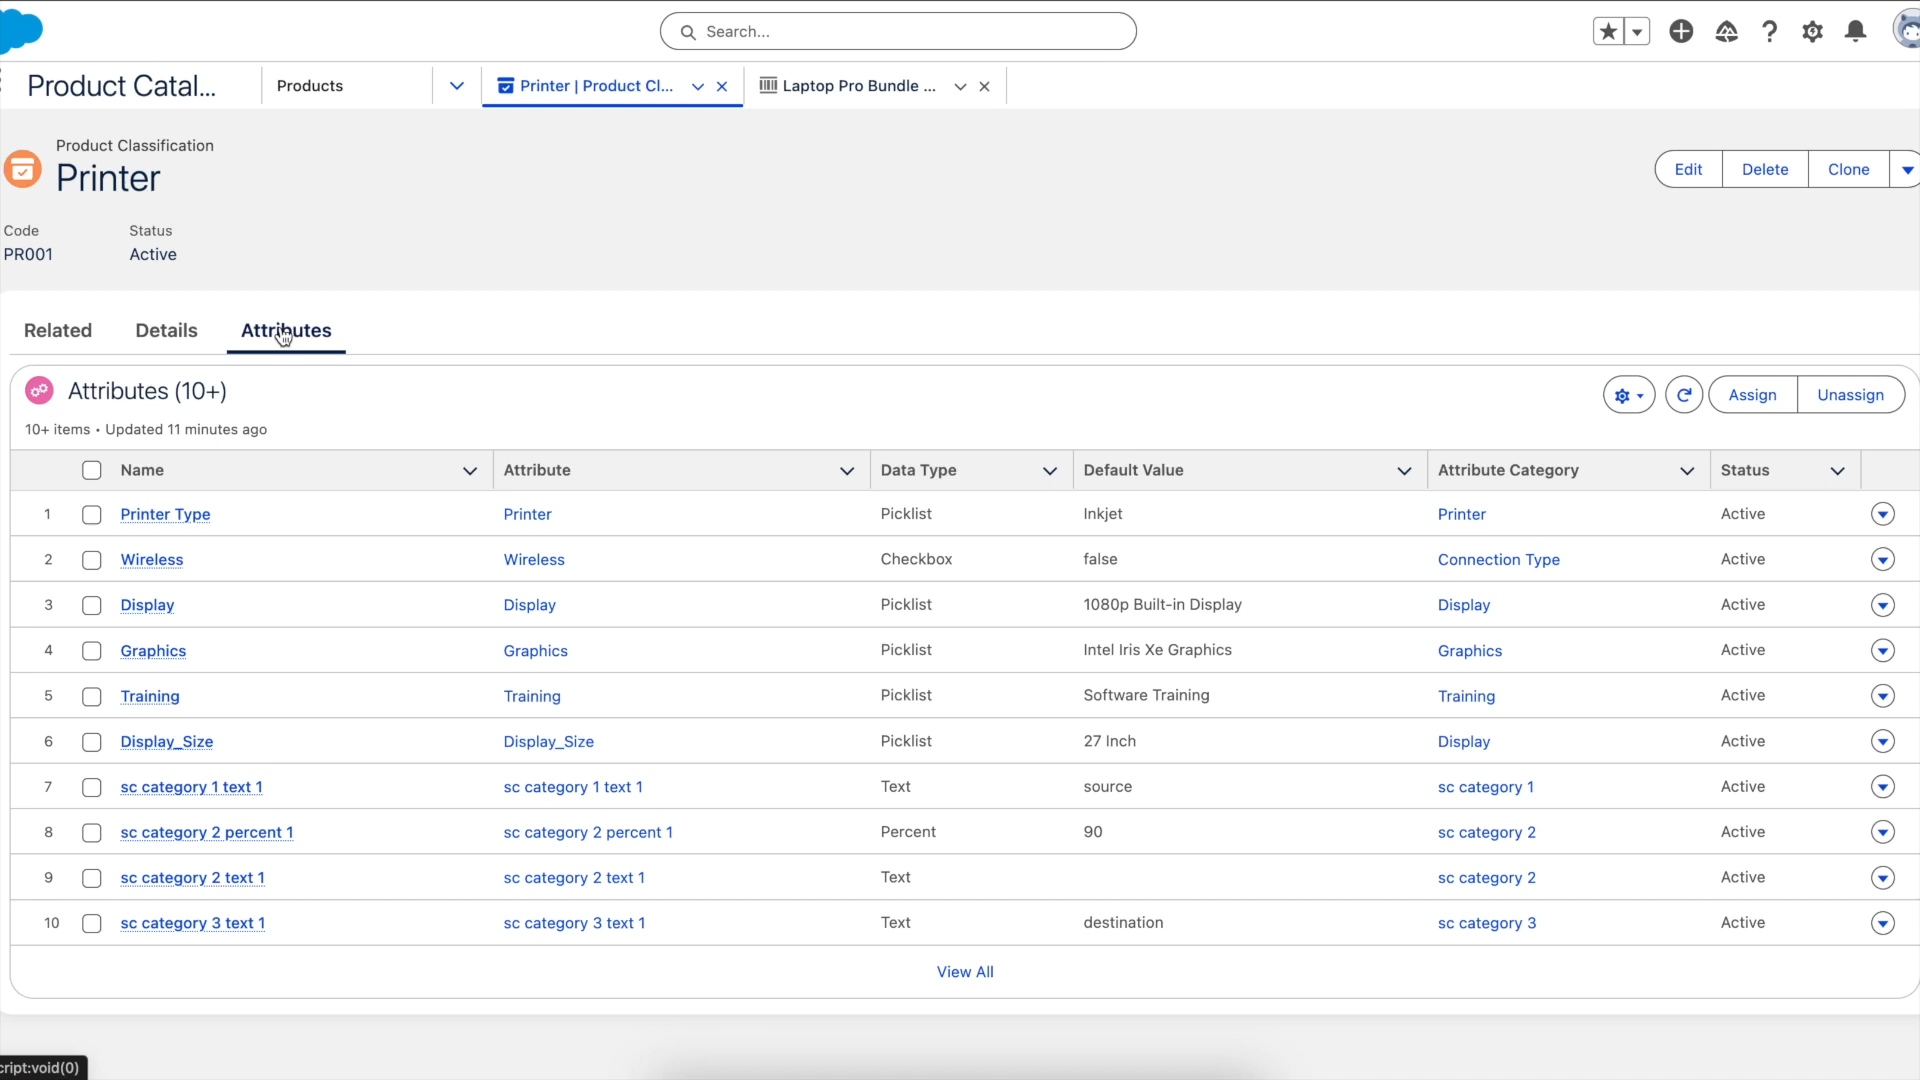 Search...
Product Catal...
Products
Printer | Product Cl...
Laptop Pro Bundle ...
Product Classification
Printer
Edit
Delete
Clone
Code
Status
PR001
Active
Related
Details
Attributes
Attributes (10+)
10+ items • Updated 11 minutes ago
Assign
Unassign
Name Attribute Data Type Default Value Attribute Category Status
1 Printer Type Printer Picklist Inkjet Printer Active
2 Wireless Wireless Checkbox false Connection Type Active
3 Display Display Picklist 1080p Built-in Display Display Active
4 Graphics Graphics Picklist Intel Iris Xe Graphics Graphics Active
5 Training Training Picklist Software Training Training Active
6 Display_Size Display_Size Picklist 27 Inch Display Active
7 sc category 1 text 1 sc category 1 text 1 Text source sc category 1 Active
8 sc category 2 percent 1 sc category 2 percent 1 Percent 90 sc category 2 Active
9 sc category 2 text 1 sc category 2 text 1 Text sc category 2 Active
10 sc category 3 text 1 sc category 3 text 1 Text destination sc category 3 Active
View All
cript:void(0)